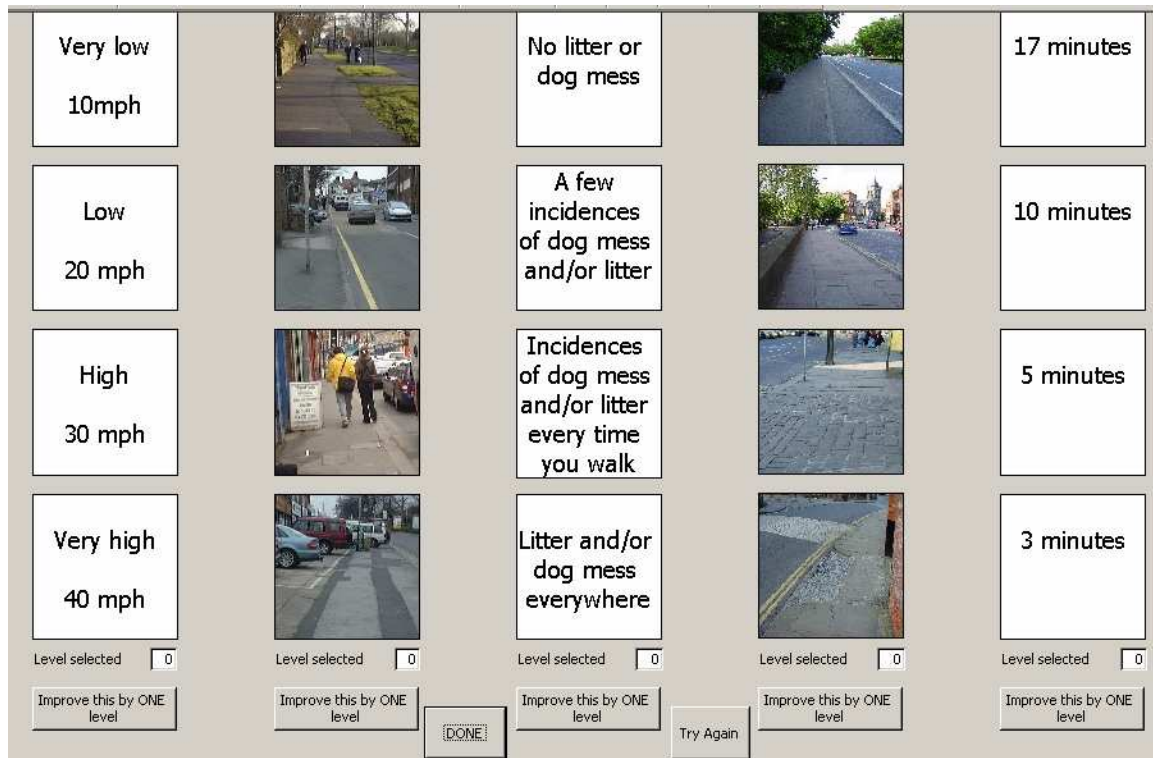 Very low
10mph
No litter or
dog mess
17 minutes
Low
20 mph
A few
incidences
of dog mess
and/or litter
10 minutes
High
30 mph
Incidences
of dog mess
and/or litter
every time
you walk
5 minutes
Very high
40 mph
Litter and/or
dog mess
everywhere
3 minutes
Level selected 0
Level selected 0
Level selected 0
Level selected 0
Level selected 0
Improve this by ONE
level
Improve this by ONE
level
Improve this by ONE
level
Improve this by ONE
level
Improve this by ONE
level
DONE
Try Again